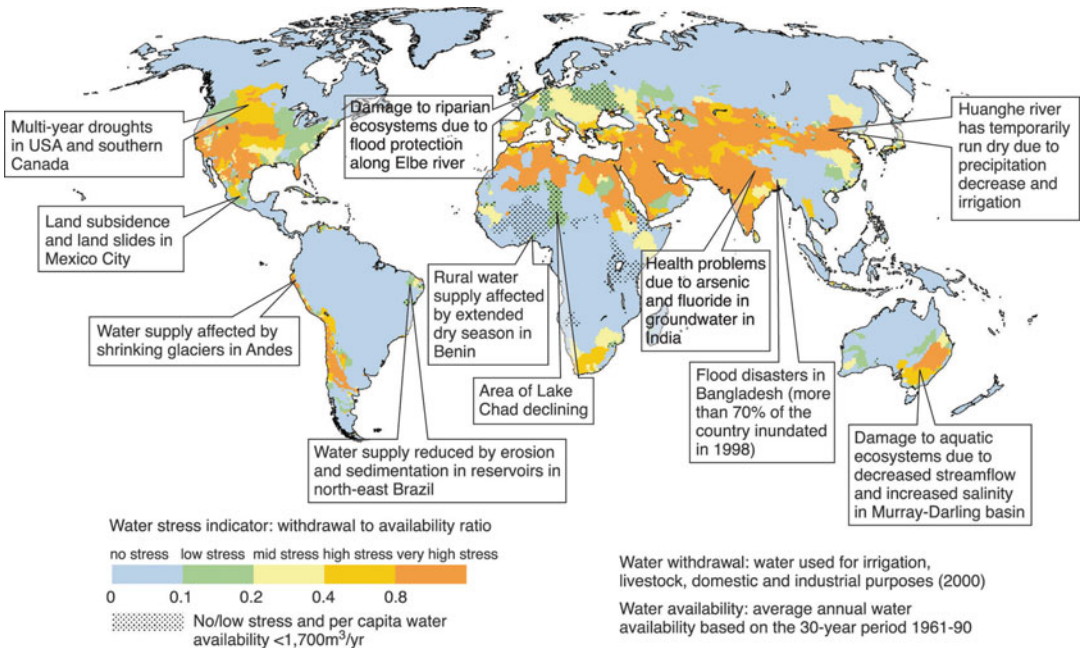 Multi-year droughts
in USA and southern
Canada
Damage to riparian
ecosystems due to
flood protection
along Elbe river
Huanghe river
has temporarily
run dry due to
precipitation
decrease and
irrigation
Land subsidence
and land slides in
Mexico City
Water supply affected by
shrinking glaciers in Andes
Rural water
supply affected
by extended
dry season in
Benin
Health problems
due to arsenic
and fluoride in
groundwater in
India
Area of Lake
Chad declining
Flood disasters in
Bangladesh (more
than 70% of the
country inundated
in 1998)
Water supply reduced by erosion
and sedimentation in reservoirs in
north-east Brazil
Damage to aquatic
ecosystems due to
decreased streamflow
and increased salinity
in Murray-Darling basin
Water stress indicator: withdrawal to availability ratio
no stress low stress mid stress high stress very high stress
0 0.1 0.2 0.4 0.8
No/low stress and per capita water
availability <1,700m³/yr
Water withdrawal: water used for irrigation,
livestock, domestic and industrial purposes (2000)
Water availability: average annual water
availability based on the 30-year period 1961-90